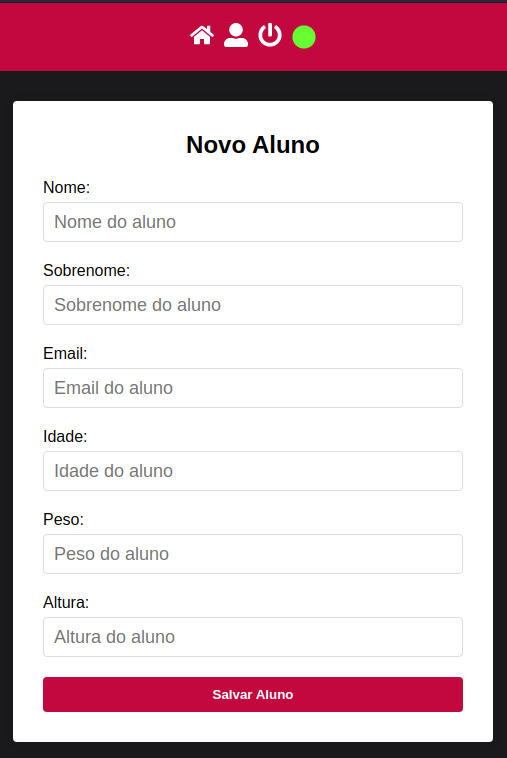 Novo Aluno
Nome:
Nome do aluno
Sobrenome:
Sobrenome do aluno
Email:
Email do aluno
Idade:
Idade do aluno
Peso:
Peso do aluno
Altura:
Altura do aluno
Salvar Aluno